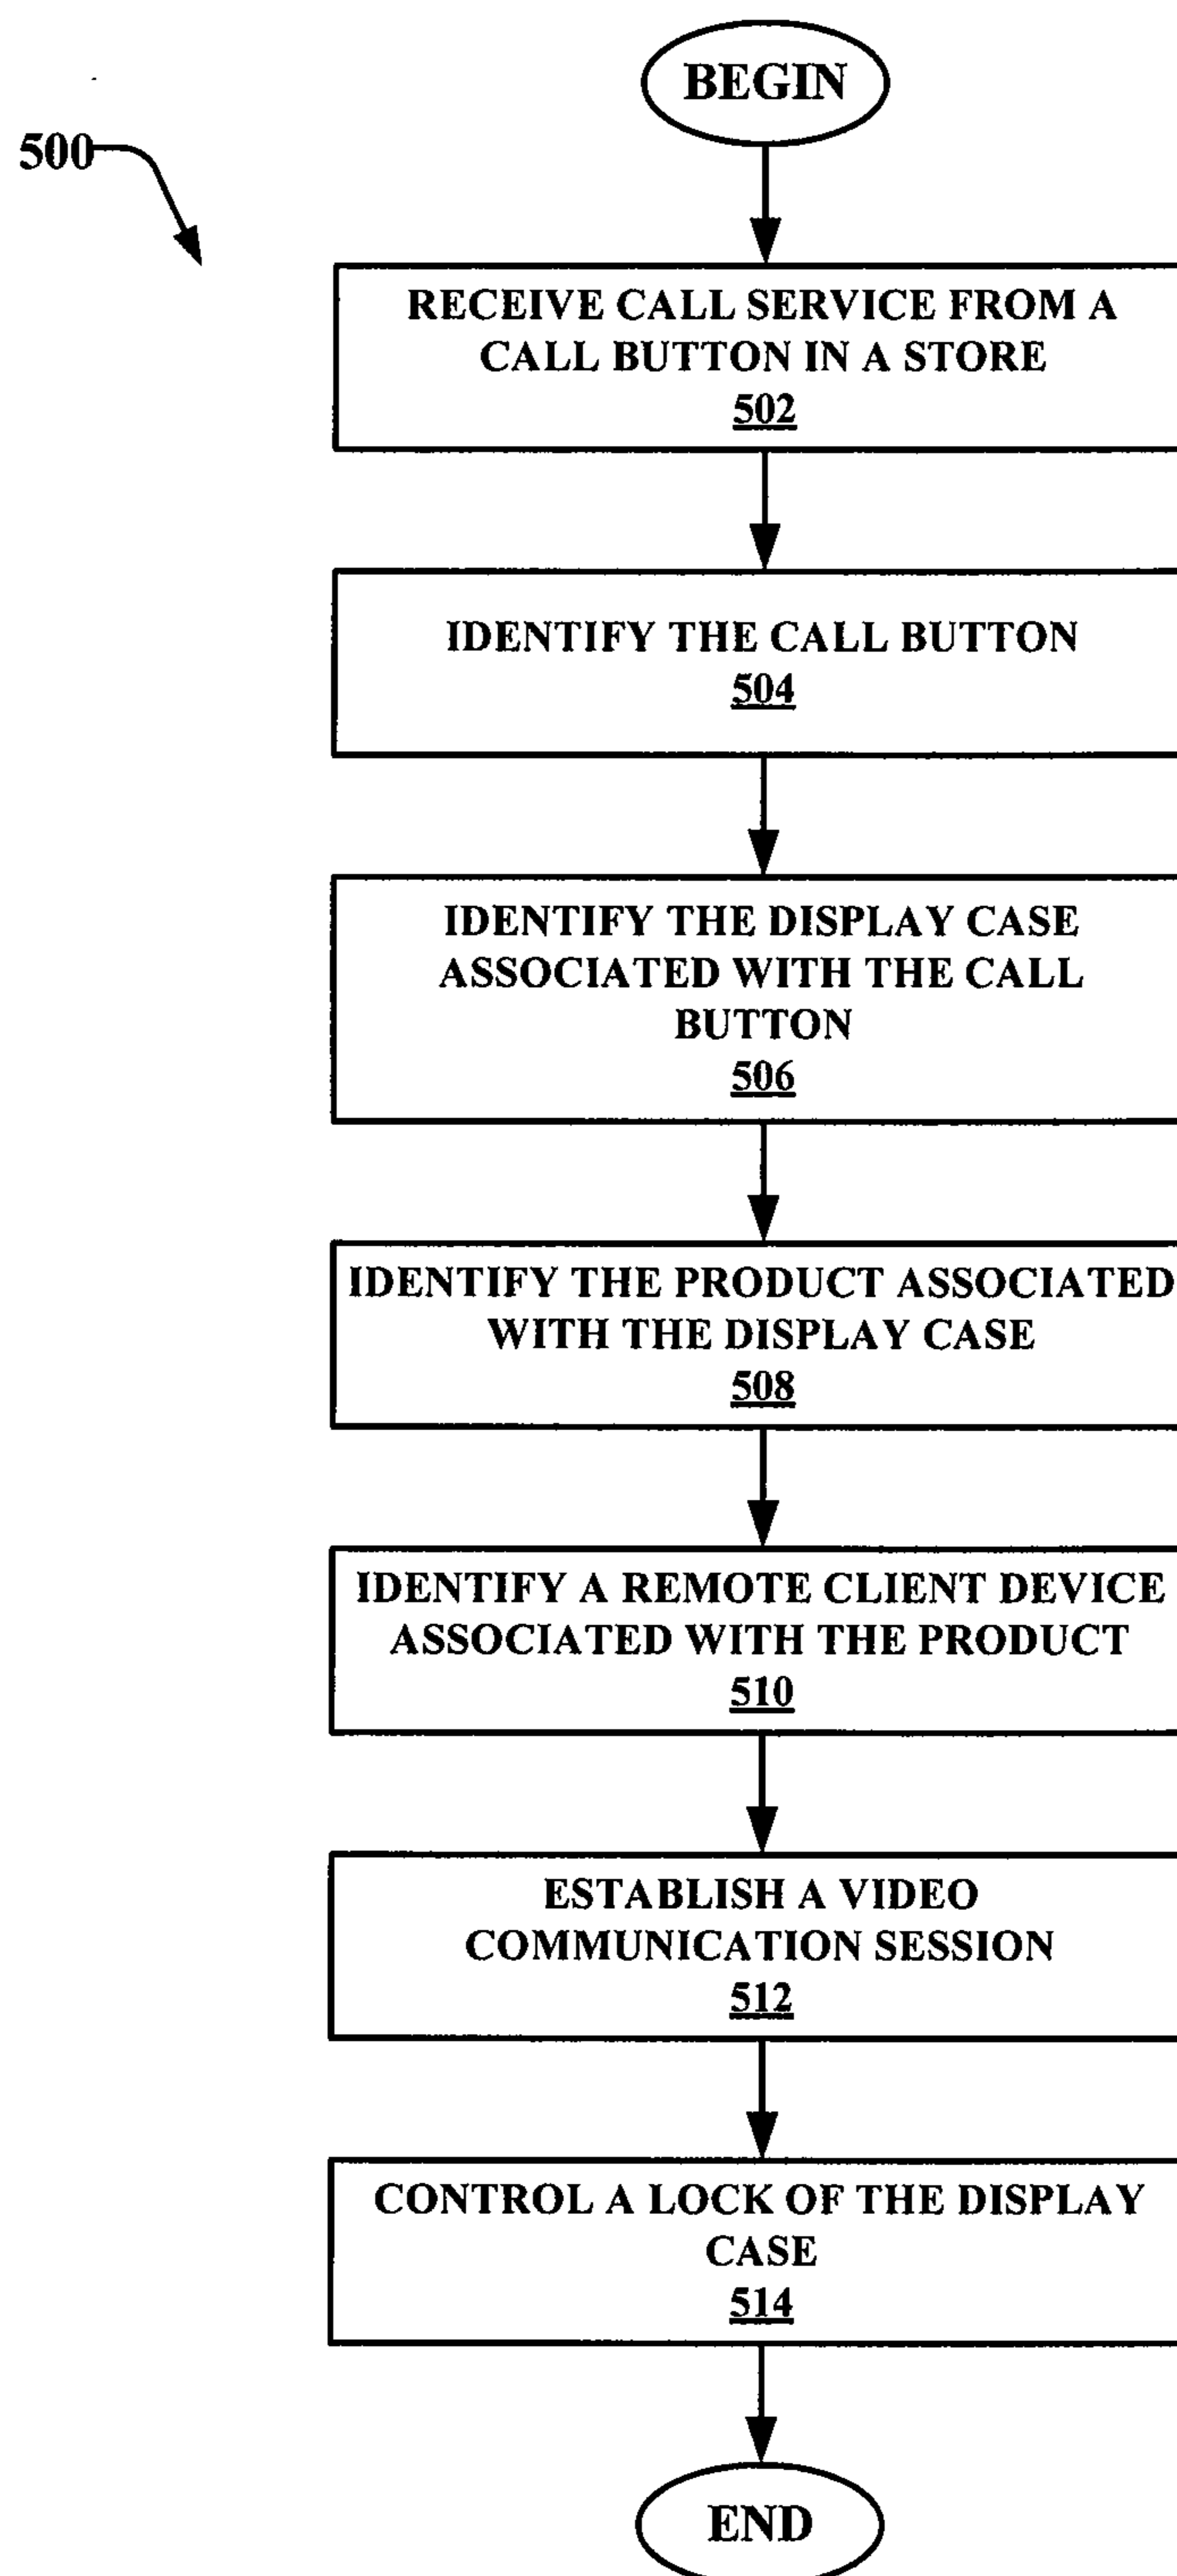 BEGIN
500
RECEIVE CALL SERVICE FROM A
CALL BUTTON IN A STORE
502
IDENTIFY THE CALL BUTTON
504
IDENTIFY THE DISPLAY CASE
ASSOCIATED WITH THE CALL
BUTTON
506
IDENTIFY THE PRODUCT ASSOCIATED
WITH THE DISPLAY CASE
508
IDENTIFY A REMOTE CLIENT DEVICE
ASSOCIATED WITH THE PRODUCT
510
ESTABLISH A VIDEO
COMMUNICATION SESSION
512
CONTROL A LOCK OF THE DISPLAY
CASE
514
END